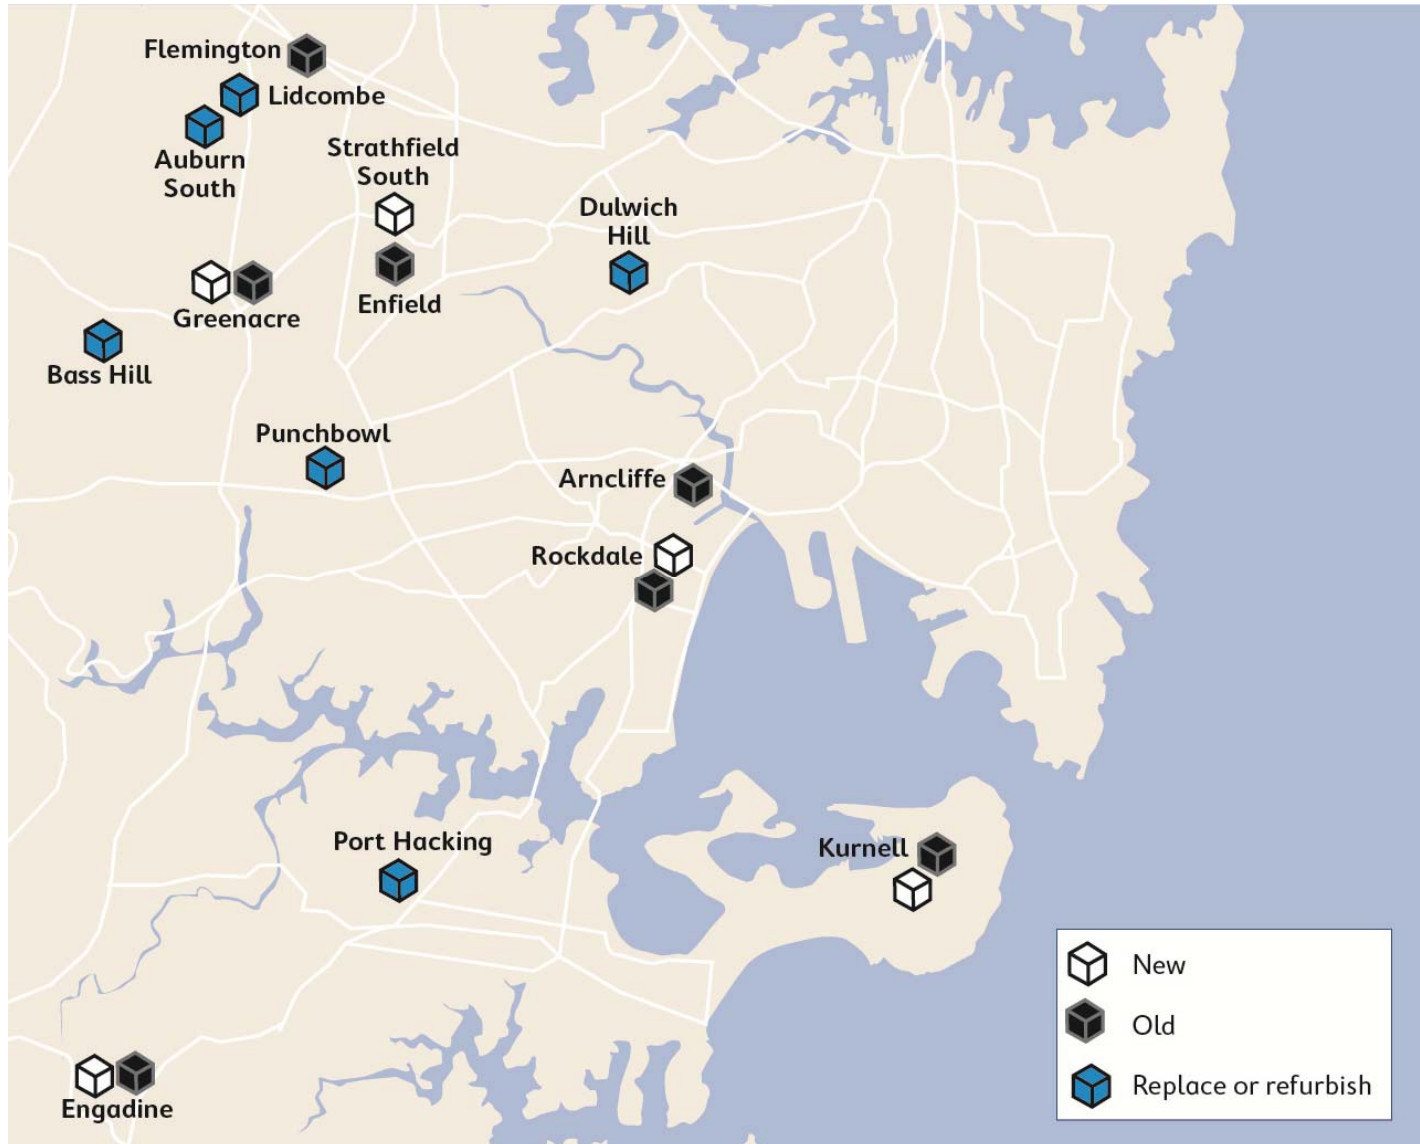 Flemington
Lidcombe
Auburn
South
Strathfield
South
Dulwich
Hill
Enfield
Greenacre
Bass Hill
Punchbowl
Arncliffe
Rockdale
Port Hacking
Kurnell
New
Old
Replace or refurbish
Engadine